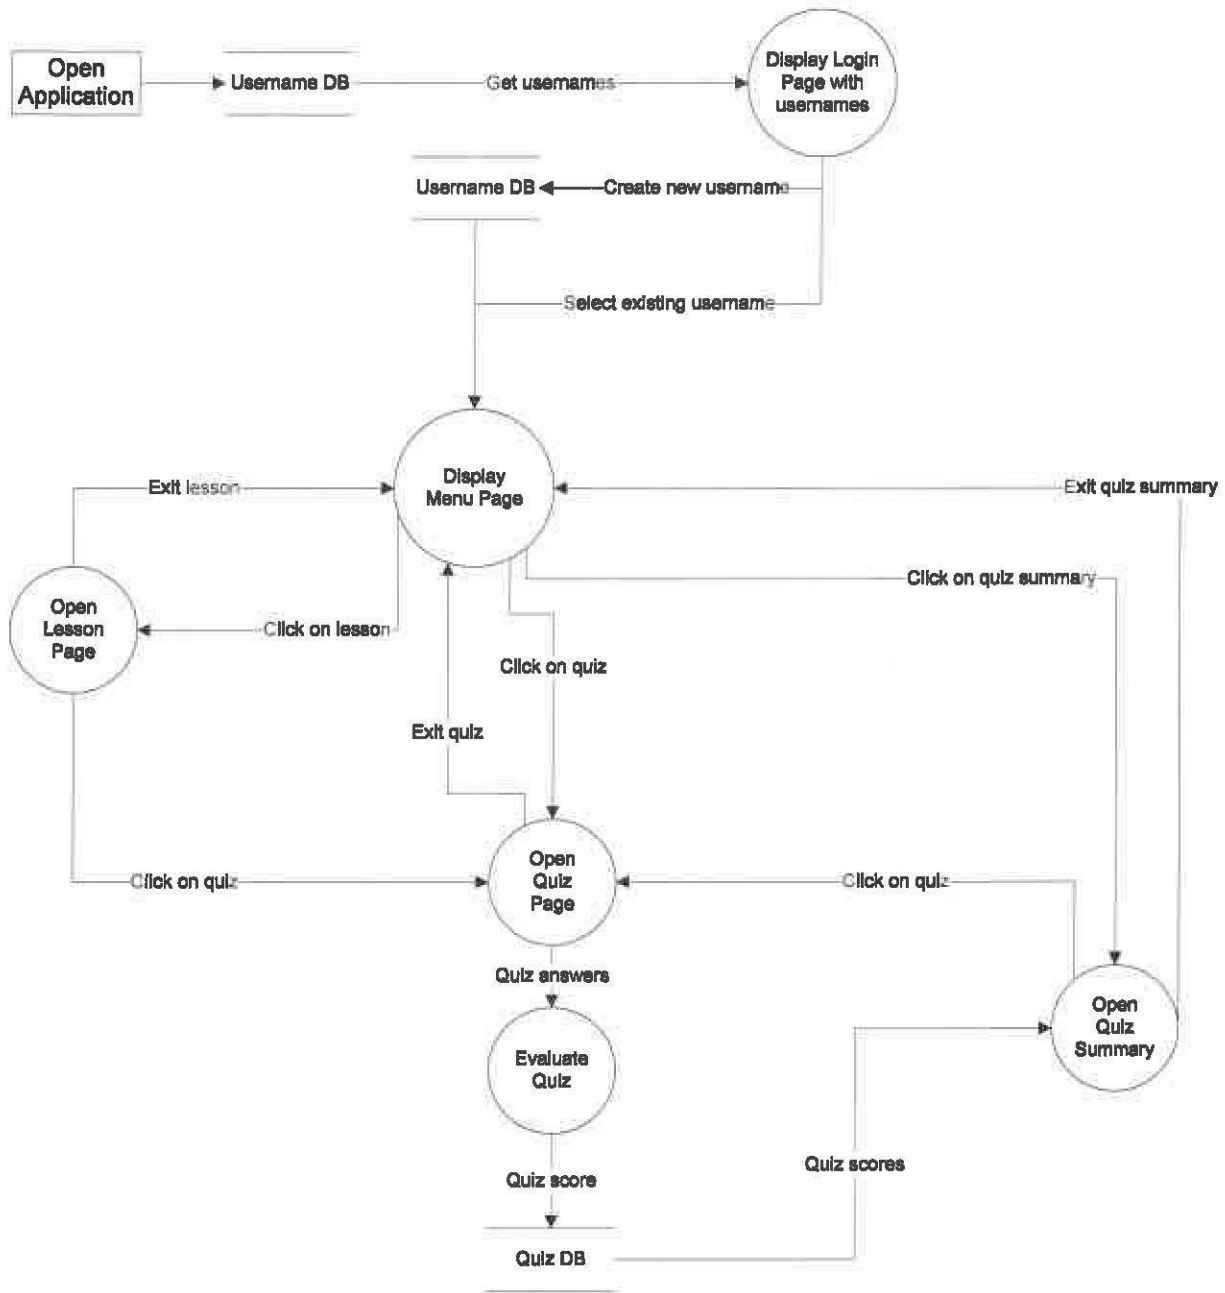 Open
Application
Username DB
Get usernames
Display Login
Page with
usernames
Username DB
Create new username
Select existing username
Exit lesson
Display
Menu Page
Exit quiz summary
Click on quiz summary
Open
Lesson
Page
Click on lesson
Click on quiz
Exit quiz
Click on quiz
Open
Quiz
Page
Click on quiz
Quiz answers
Open
Quiz
Summary
Evaluate
Quiz
Quiz scores
Quiz score
Quiz DB